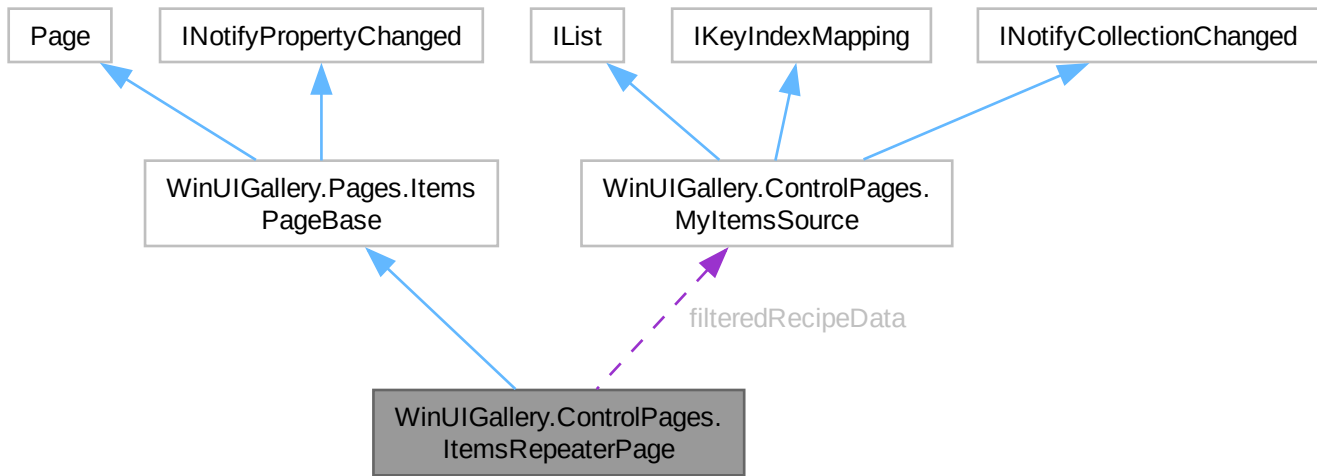 Page
INotifyPropertyChanged
IList
IKeyIndexMapping
INotifyCollectionChanged
WinUIGallery.Pages.Items
PageBase
WinUIGallery.ControlPages.
MyItemsSource
filteredRecipeData
WinUIGallery.ControlPages.
ItemsRepeaterPage